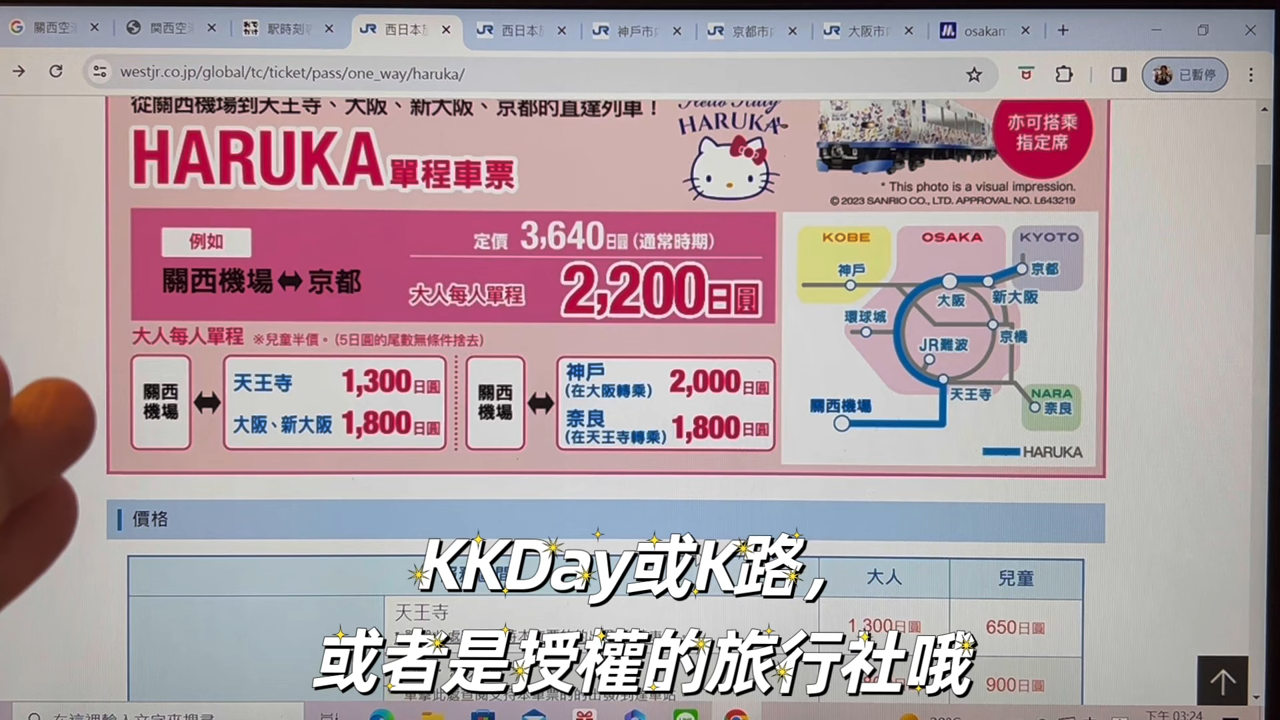 關西空
関西空
駅時刻
西日本
西日本
神戶市
京都市
大阪市
osakam
westjr.co.jp/global/tc/ticket/pass/one_way/haruka/
已暫停
從關西機場到天王寺、大阪、新大阪、京都的直達列車!
HARUKA 單程車票
Hello Kitty
HARUKA
亦可搭乘
指定席
* This photo is a visual impression.
© 2023 SANRIO CO., LTD. APPROVAL NO. L643219
例如
關西機場 ↔ 京都
定價 3,640日圓(通常時期)
大人每人單程 2,200日圓
大人每人單程 ※兒童半價。(5日圓的尾數無條件捨去)
關西
機場
天王寺 1,300日圓
大阪、新大阪 1,800日圓
關西
機場
神戶
(在大阪轉乘) 2,000日圓
奈良
(在天王寺轉乘) 1,800日圓
KOBE
OSAKA
KYOTO
神戶
京都
大阪
新大阪
環球城
京橋
JR難波
天王寺
NARA
奈良
關西機場
HARUKA
價格
大人
兒童
天王寺
1,300日圓
650日圓
900日圓
KKDay或K路,
或者是授權的旅行社哦
在這裡輸入文字來搜尋
下午 03:24